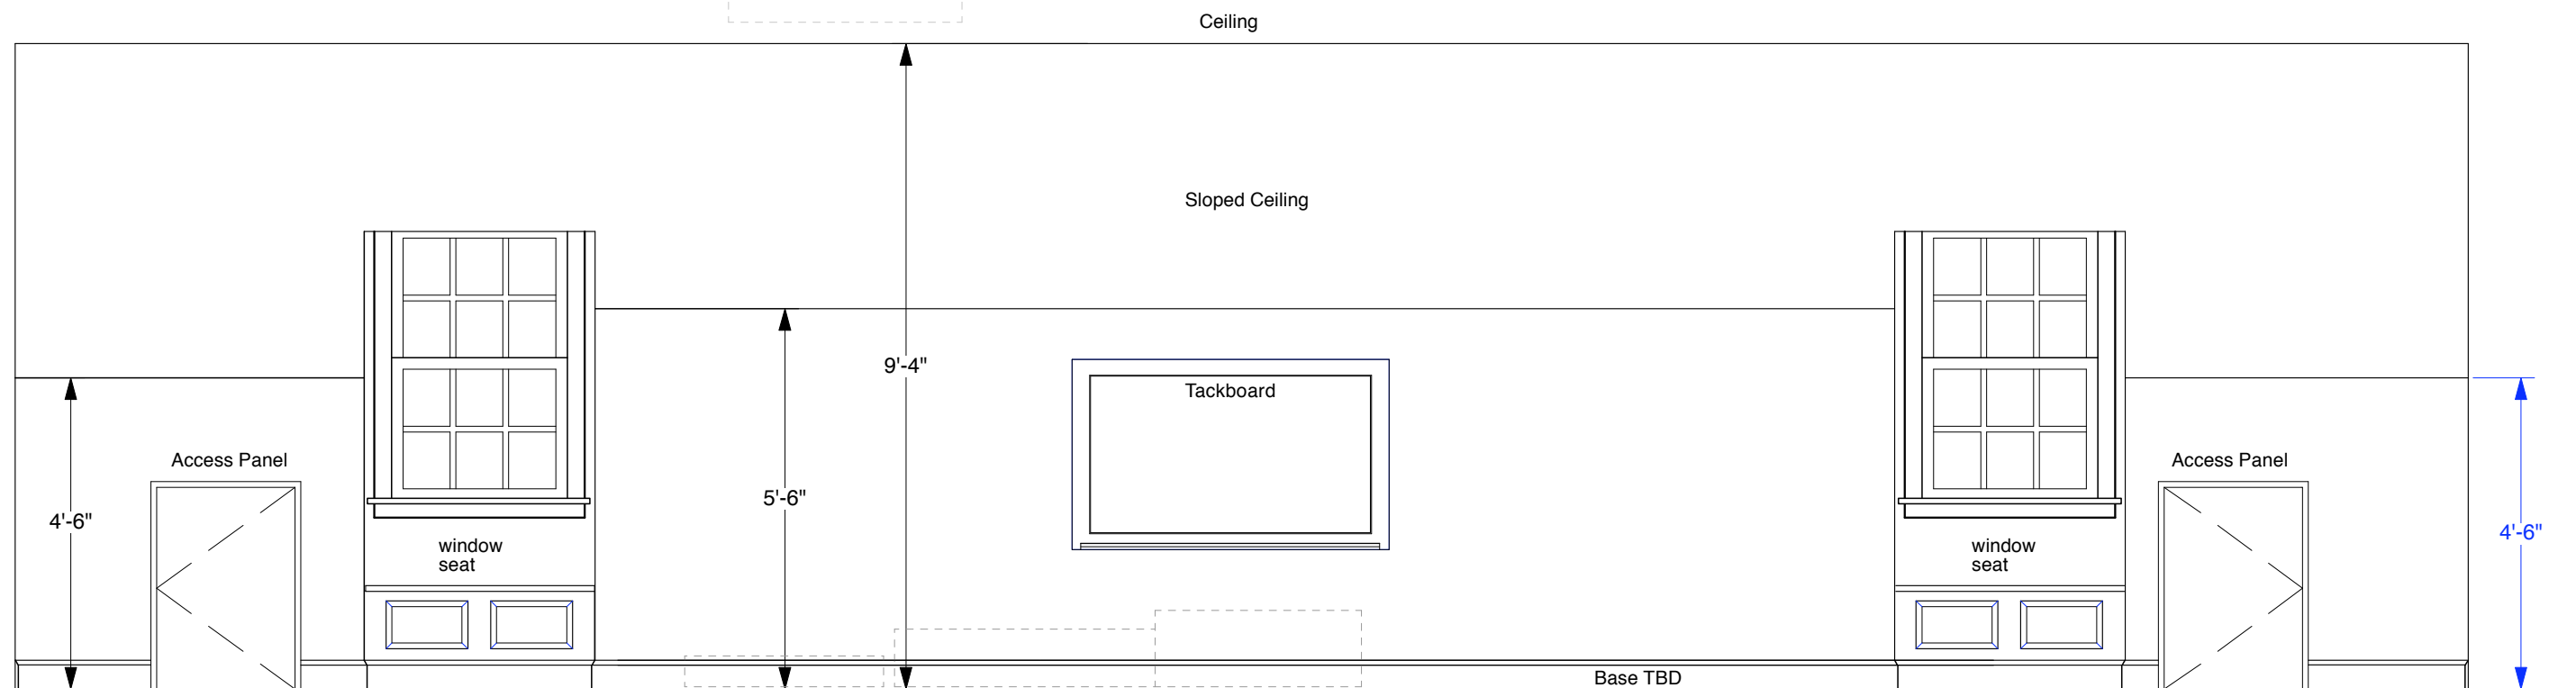 Ceiling
Sloped Ceiling
9'-4"
Tackboard
Access Panel
Access Panel
5'-6"
4'-6"
4'-6"
window
seat
window
seat
Base TBD